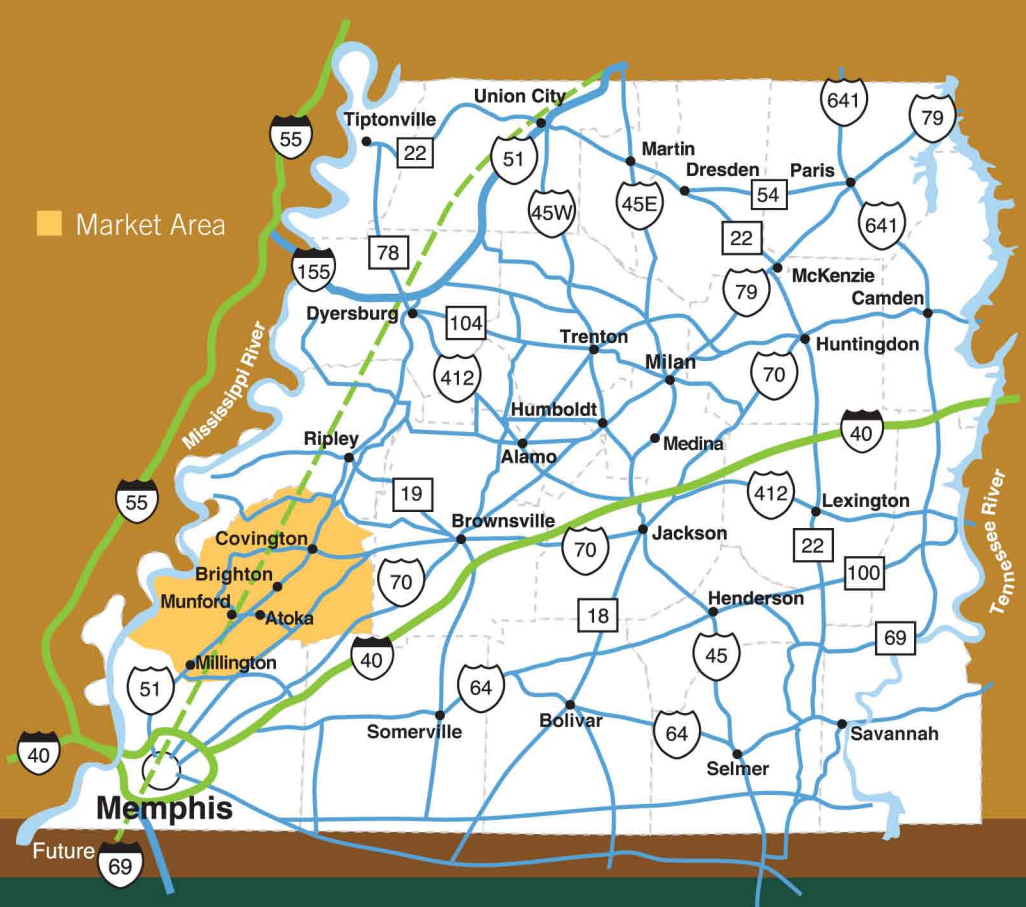 Union City
641
79
55
Tiptonville
22
51
Martin
Dresden
Paris
54
45W
45E
641
Market Area
22
78
155
McKenzie
79
Camden
Dyersburg
104
Trenton
Huntingdon
Milan
412
70
Mississippi River
Humboldt
40
Ripley
Medina
Alamo
55
19
412
Lexington
Brownsville
Jackson
Covington
70
22
Tennessee River
Brighton
70
100
Munford
Atoka
Henderson
18
69
Millington
40
45
51
64
Somerville
Bolivar
64
Savannah
40
Selmer
Memphis
Future
69